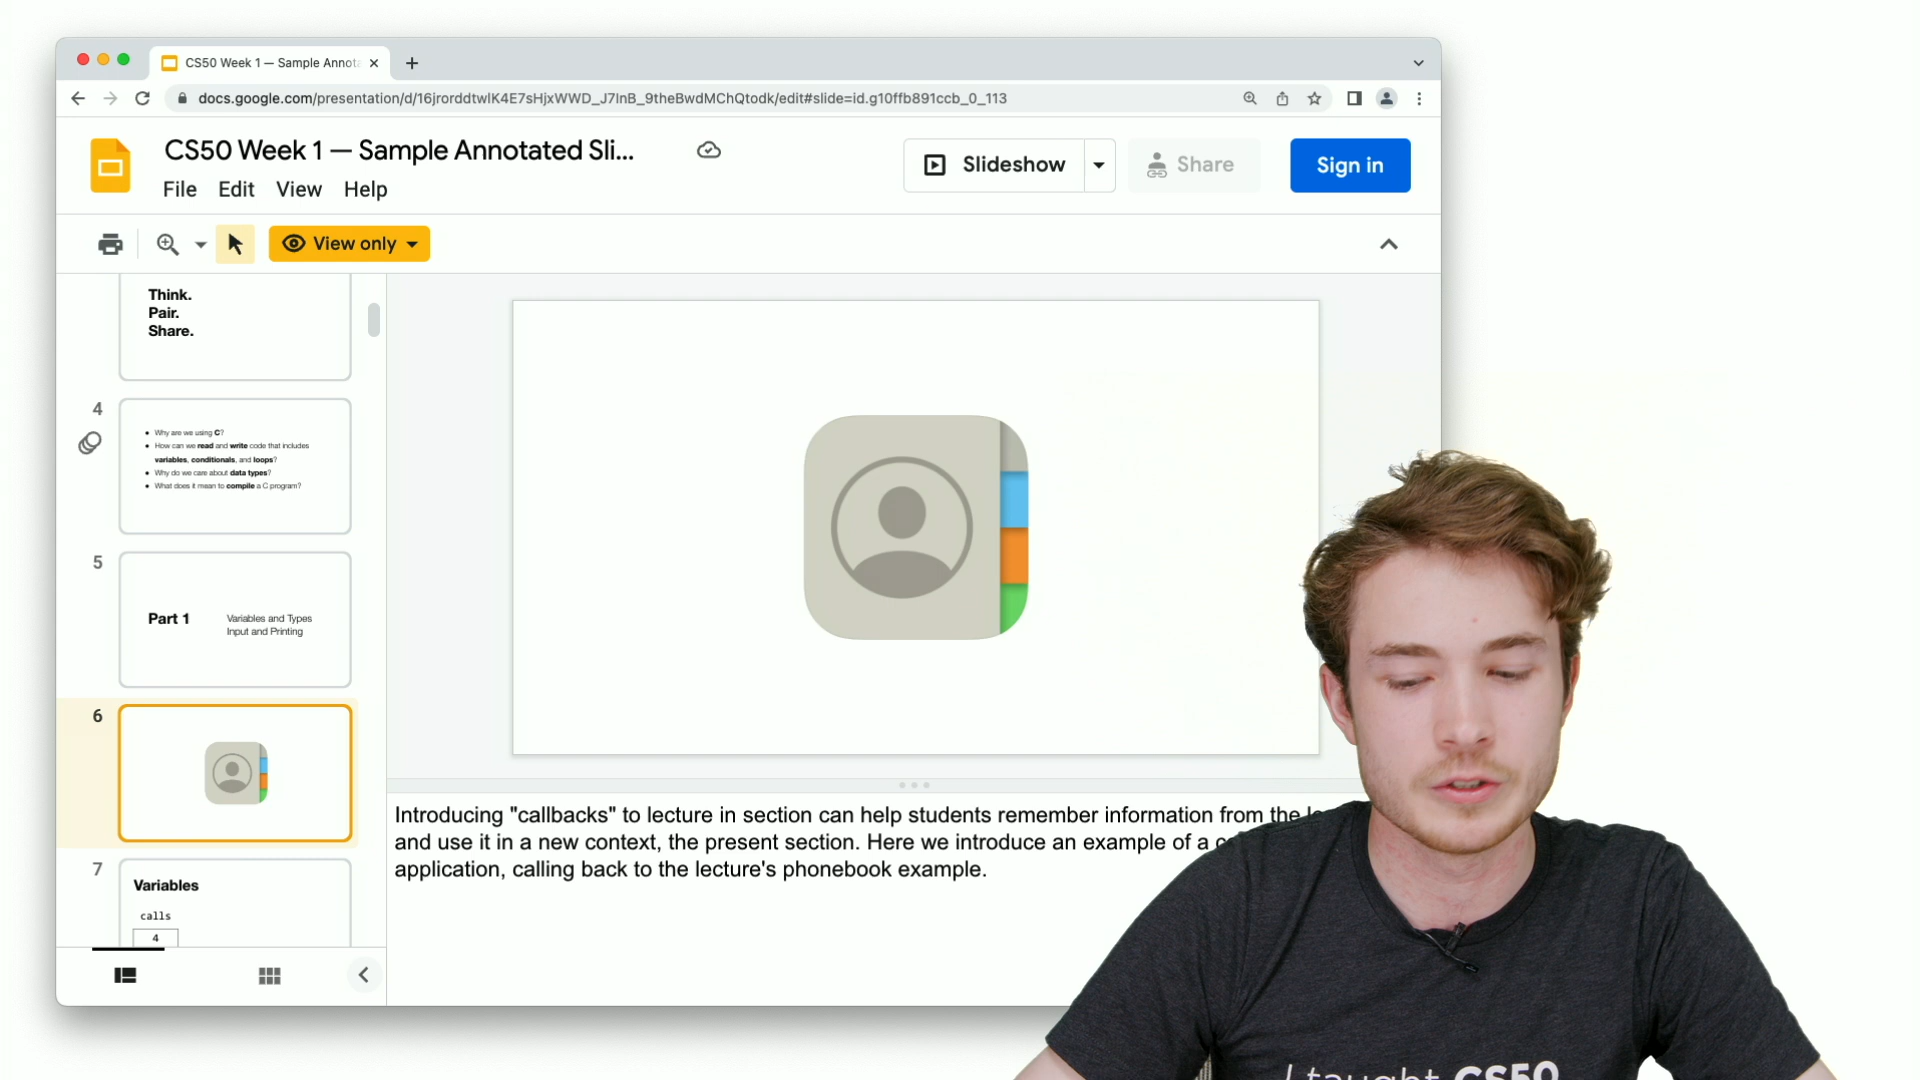 CS50 Week 1 — Sample Annot
docs.google.com/presentation/d/16jrorddtwlK4E7sHjxWWD_J7lnB_9theBwdMChQtodk/edit#slide=id.g10ffb891ccb_0_113
CS50 Week 1 — Sample Annotated Sli...
File Edit View Help
Slideshow
Share
Sign in
View only
Think.
Pair.
Share.
4
• Why are we using C?
• How can we read and write code that includes
variables, conditionals, and loops?
• Why do we care about data types?
• What does it mean to compile a C program?
5
Part 1
Variables and Types
Input and Printing
6
7
Variables
calls
4
Introducing "callbacks" to lecture in section can help students remember information from the
and use it in a new context, the present section. Here we introduce an example of a
application, calling back to the lecture's phonebook example.
I taught CS50